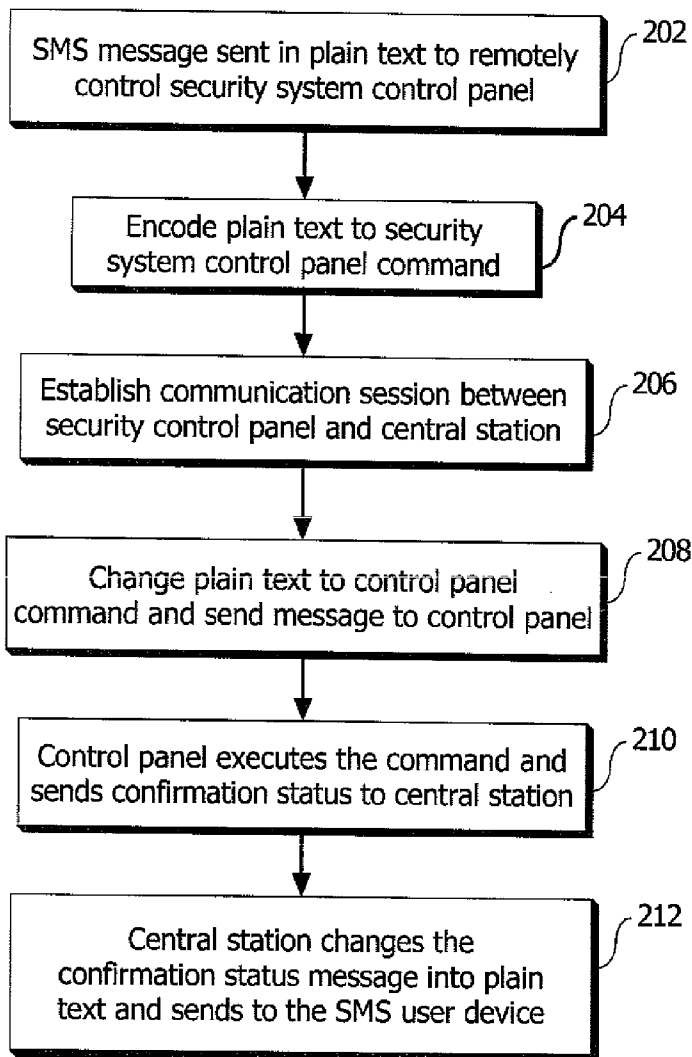 SMS message sent in plain text to remotely
control security system control panel
202
Encode plain text to security
system control panel command
204
Establish communication session between
security control panel and central station
206
Change plain text to control panel
command and send message to control panel
208
Control panel executes the command and
sends confirmation status to central station
210
Central station changes the
confirmation status message into plain
text and sends to the SMS user device
212